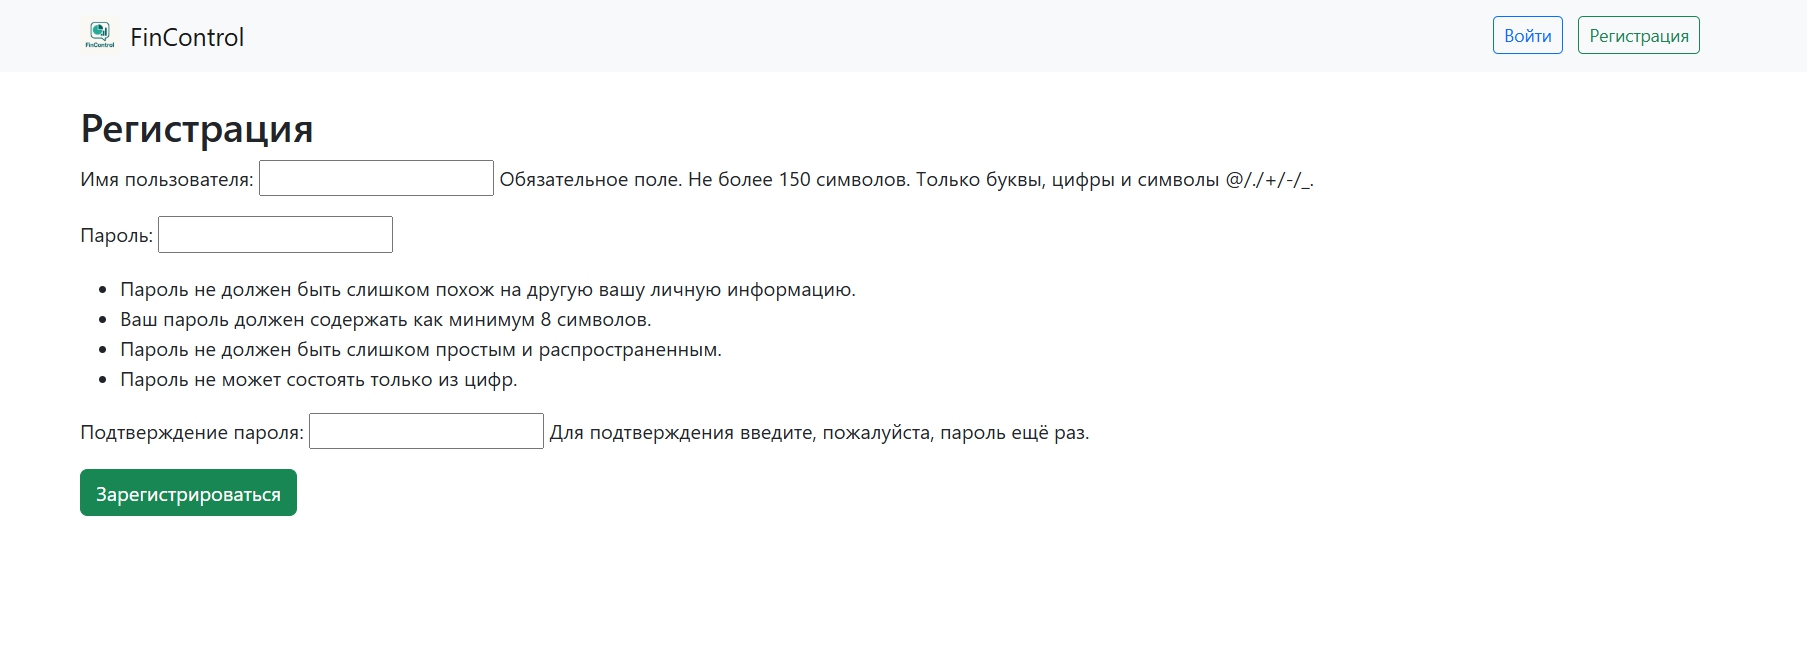 FinControl
FinControl
Войти
Регистрация
Регистрация
Имя пользователя:
Обязательное поле. Не более 150 символов. Только буквы, цифры и символы @/./+/-/_.
Пароль:
Пароль не должен быть слишком похож на другую вашу личную информацию.
Ваш пароль должен содержать как минимум 8 символов.
Пароль не должен быть слишком простым и распространенным.
Пароль не может состоять только из цифр.
Подтверждение пароля:
Для подтверждения введите, пожалуйста, пароль ещё раз.
Зарегистрироваться